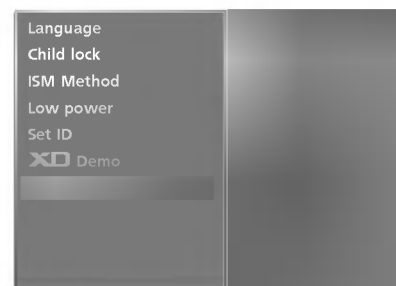 Language
Child lock
ISM Method
Low power
Set ID
XD Demo